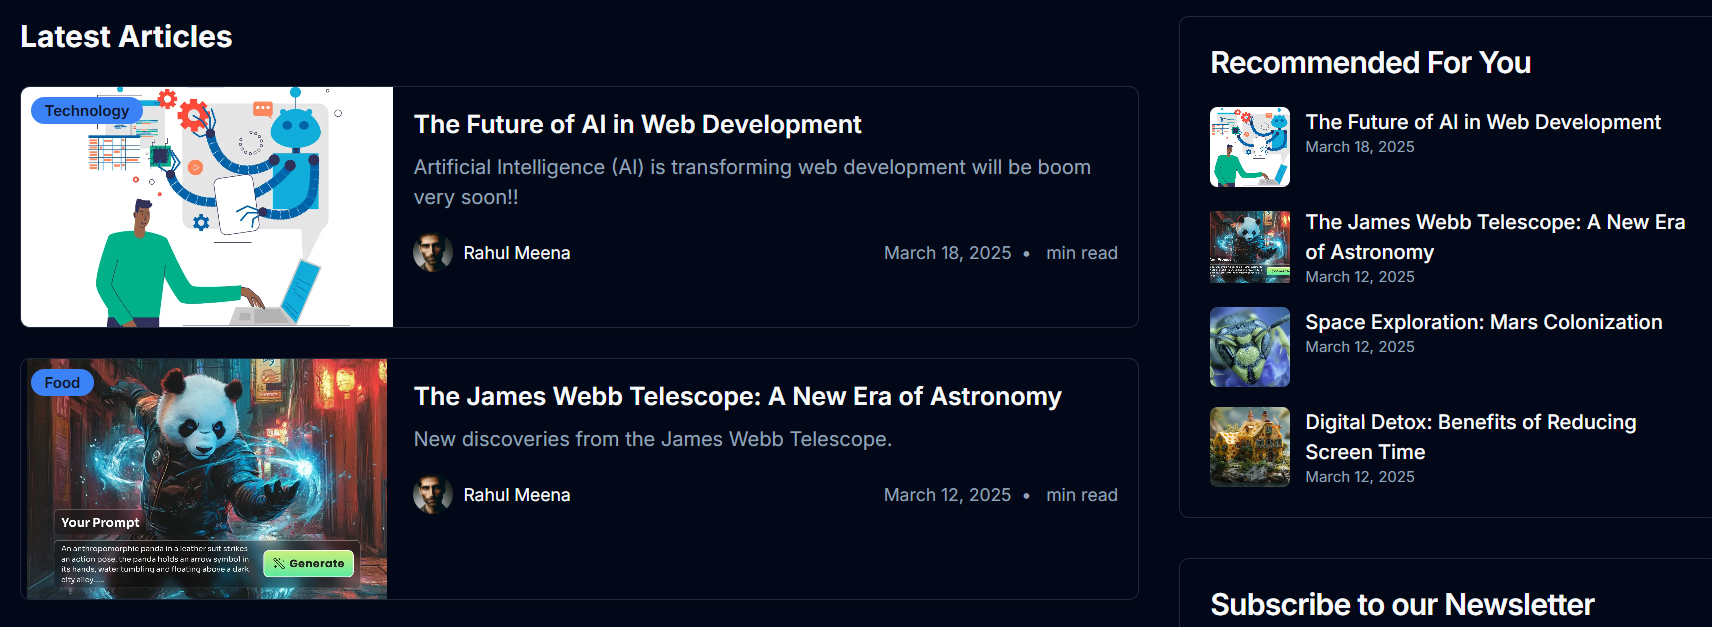 Latest Articles
Technology
The Future of AI in Web Development
Artificial Intelligence (AI) is transforming web development will be boom
very soon!!
Rahul Meena
March 18, 2025 • min read
Food
The James Webb Telescope: A New Era of Astronomy
New discoveries from the James Webb Telescope.
Rahul Meena
March 12, 2025 • min read
Your Prompt
An anthropomorphic panda in a leather suit strikes
an action pose, the panda holds an arrow symbol in
its hands, water tumbling and floating above a dark
city alley.....
Generate
Recommended For You
The Future of AI in Web Development
March 18, 2025
The James Webb Telescope: A New Era
of Astronomy
March 12, 2025
Space Exploration: Mars Colonization
March 12, 2025
Digital Detox: Benefits of Reducing
Screen Time
March 12, 2025
Subscribe to our Newsletter